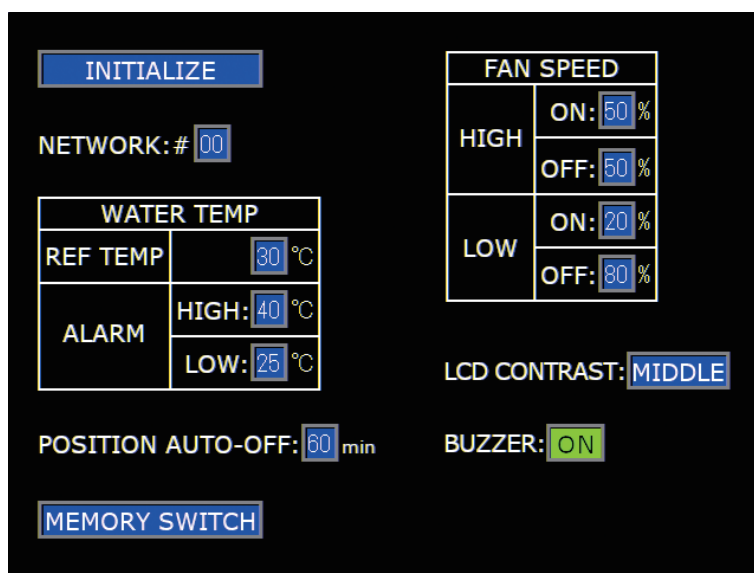 INITIALIZE
NETWORK:# 00
WATER TEMP
REF TEMP 30 °C
ALARM
HIGH: 40 °C
LOW: 25 °C
POSITION AUTO-OFF: 60 min
MEMORY SWITCH
FAN SPEED
HIGH
ON: 50 %
OFF: 50 %
LOW
ON: 20 %
OFF: 80 %
LCD CONTRAST: MIDDLE
BUZZER: ON